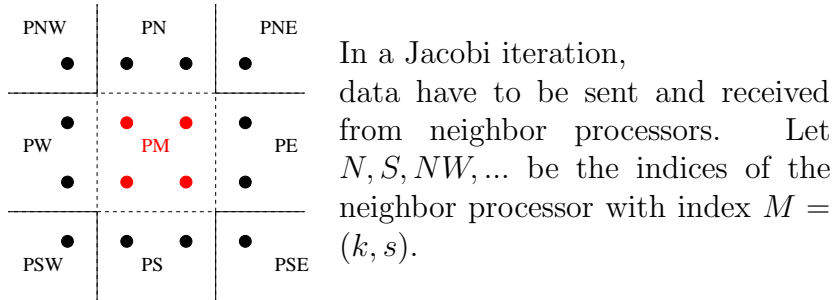 PNW PN PNE
PW PM PE
PSW PS PSE
In a Jacobi iteration,
data have to be sent and received
from neighbor processors. Let
N, S, NW, ... be the indices of the
neighbor processor with index M =
(k, s).